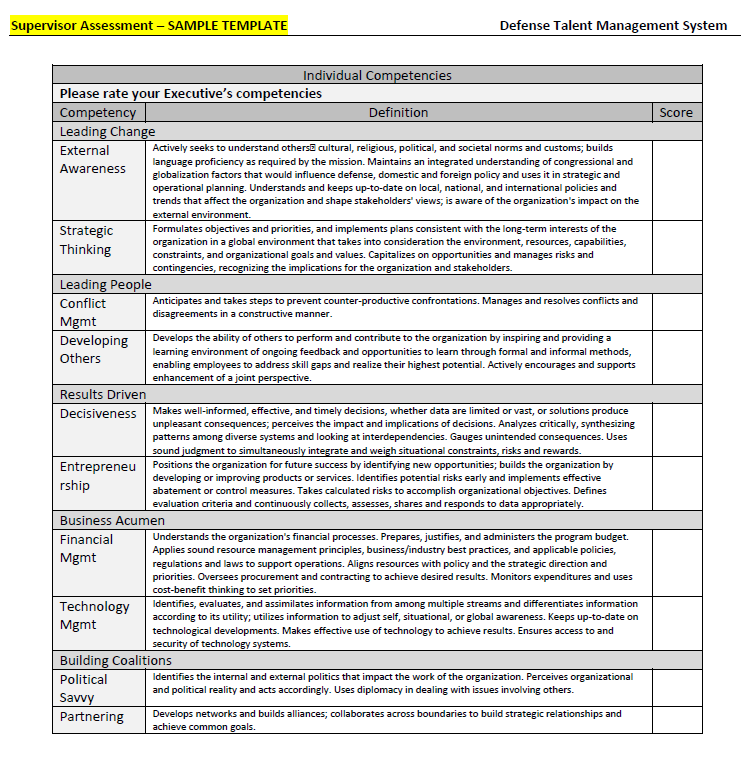 Supervisor Assessment – SAMPLE TEMPLATE
Defense Talent Management System
Individual Competencies
Please rate your Executive’s competencies
Competency Definition Score
Leading Change
External
Awareness
Actively seeks to understand others⍰ cultural, religious, political, and societal norms and customs; builds
language proficiency as required by the mission. Maintains an integrated understanding of congressional and
globalization factors that would influence defense, domestic and foreign policy and uses it in strategic and
operational planning. Understands and keeps up-to-date on local, national, and international policies and
trends that affect the organization and shape stakeholders' views; is aware of the organization's impact on the
external environment.
Strategic
Thinking
Formulates objectives and priorities, and implements plans consistent with the long-term interests of the
organization in a global environment that takes into consideration the environment, resources, capabilities,
constraints, and organizational goals and values. Capitalizes on opportunities and manages risks and
contingencies, recognizing the implications for the organization and stakeholders.
Leading People
Conflict
Mgmt
Anticipates and takes steps to prevent counter-productive confrontations. Manages and resolves conflicts and
disagreements in a constructive manner.
Developing
Others
Develops the ability of others to perform and contribute to the organization by inspiring and providing a
learning environment of ongoing feedback and opportunities to learn through formal and informal methods,
enabling employees to address skill gaps and realize their highest potential. Actively encourages and supports
enhancement of a joint perspective.
Results Driven
Decisiveness
Makes well-informed, effective, and timely decisions, whether data are limited or vast, or solutions produce
unpleasant consequences; perceives the impact and implications of decisions. Analyzes critically, synthesizing
patterns among diverse systems and looking at interdependencies. Gauges unintended consequences. Uses
sound judgment to simultaneously integrate and weigh situational constraints, risks and rewards.
Entrepreneu
rship
Positions the organization for future success by identifying new opportunities; builds the organization by
developing or improving products or services. Identifies potential risks early and implements effective
abatement or control measures. Takes calculated risks to accomplish organizational objectives. Defines
evaluation criteria and continuously collects, assesses, shares and responds to data appropriately.
Business Acumen
Financial
Mgmt
Understands the organization's financial processes. Prepares, justifies, and administers the program budget.
Applies sound resource management principles, business/industry best practices, and applicable policies,
regulations and laws to support operations. Aligns resources with policy and the strategic direction and
priorities. Oversees procurement and contracting to achieve desired results. Monitors expenditures and uses
cost-benefit thinking to set priorities.
Technology
Mgmt
Identifies, evaluates, and assimilates information from among multiple streams and differentiates information
according to its utility; utilizes information to adjust self, situational, or global awareness. Keeps up-to-date on
technological developments. Makes effective use of technology to achieve results. Ensures access to and
security of technology systems.
Building Coalitions
Political
Savvy
Identifies the internal and external politics that impact the work of the organization. Perceives organizational
and political reality and acts accordingly. Uses diplomacy in dealing with issues involving others.
Partnering
Develops networks and builds alliances; collaborates across boundaries to build strategic relationships and
achieve common goals.